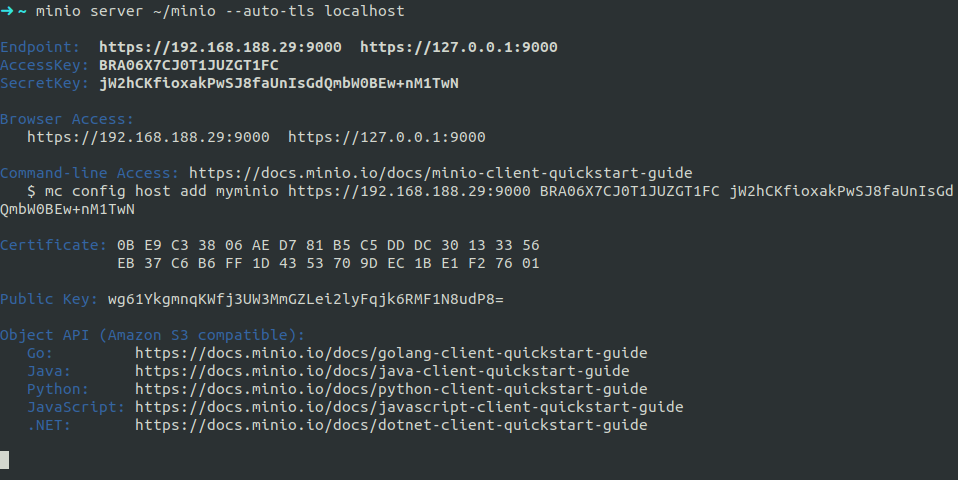 ➜ ~ minio server ~/minio --auto-tls localhost
Endpoint:  https://192.168.188.29:9000  https://127.0.0.1:9000
AccessKey: BRA06X7CJ0T1JUZGT1FC
SecretKey: jW2hCKfioxakPwSJ8faUnIsGdQmbW0BEw+nM1TwN
Browser Access:
   https://192.168.188.29:9000  https://127.0.0.1:9000
Command-line Access: https://docs.minio.io/docs/minio-client-quickstart-guide
   $ mc config host add myminio https://192.168.188.29:9000 BRA06X7CJ0T1JUZGT1FC jW2hCKfioxakPwSJ8faUnIsGd
QmbW0BEw+nM1TwN
Certificate: 0B E9 C3 38 06 AE D7 81 B5 C5 DD DC 30 13 33 56
             EB 37 C6 B6 FF 1D 43 53 70 9D EC 1B E1 F2 76 01
Public Key: wg61YkgmnqKWfj3UW3MmGZLei2lyFqjk6RMF1N8udP8=
Object API (Amazon S3 compatible):
   Go:         https://docs.minio.io/docs/golang-client-quickstart-guide
   Java:       https://docs.minio.io/docs/java-client-quickstart-guide
   Python:     https://docs.minio.io/docs/python-client-quickstart-guide
   JavaScript: https://docs.minio.io/docs/javascript-client-quickstart-guide
   .NET:       https://docs.minio.io/docs/dotnet-client-quickstart-guide